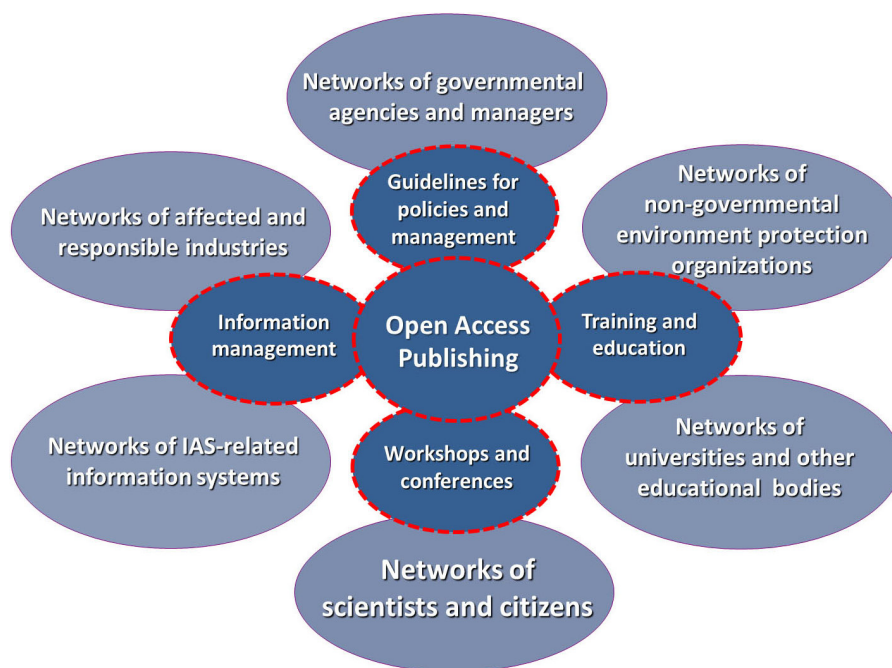 Networks of governmental
agencies and managers
Guidelines for
policies and
management
Networks of
non-governmental
environment protection
organizations
Networks of affected and
responsible industries
Information
management
Open Access
Publishing
Training and
education
Networks of IAS-related
information systems
Workshops and
conferences
Networks of
universities and other
educational bodies
Networks of
scientists and citizens